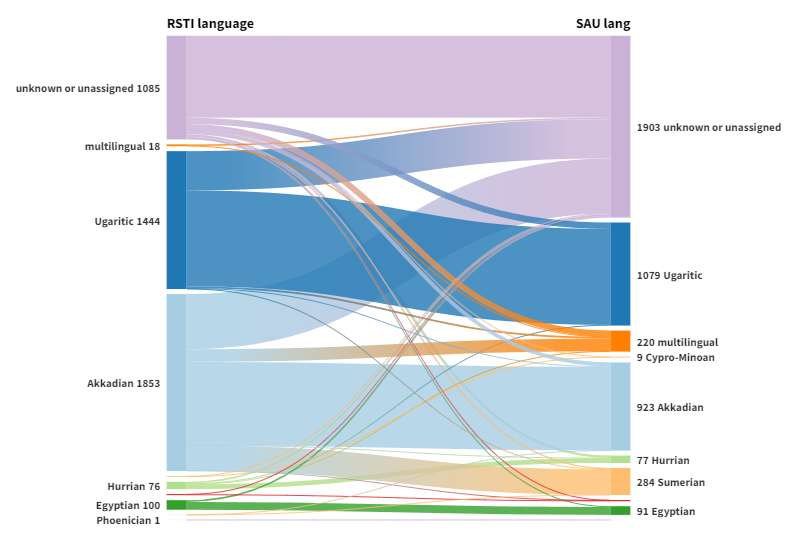 RSTI language
SAU lang
unknown or unassigned 1085
multilingual 18
Ugaritic 1444
Akkadian 1853
Hurrian 76
Egyptian 100
Phoenician 1
1903 unknown or unassigned
1079 Ugaritic
220 multilingual
9 Cypro-Minoan
923 Akkadian
77 Hurrian
284 Sumerian
91 Egyptian